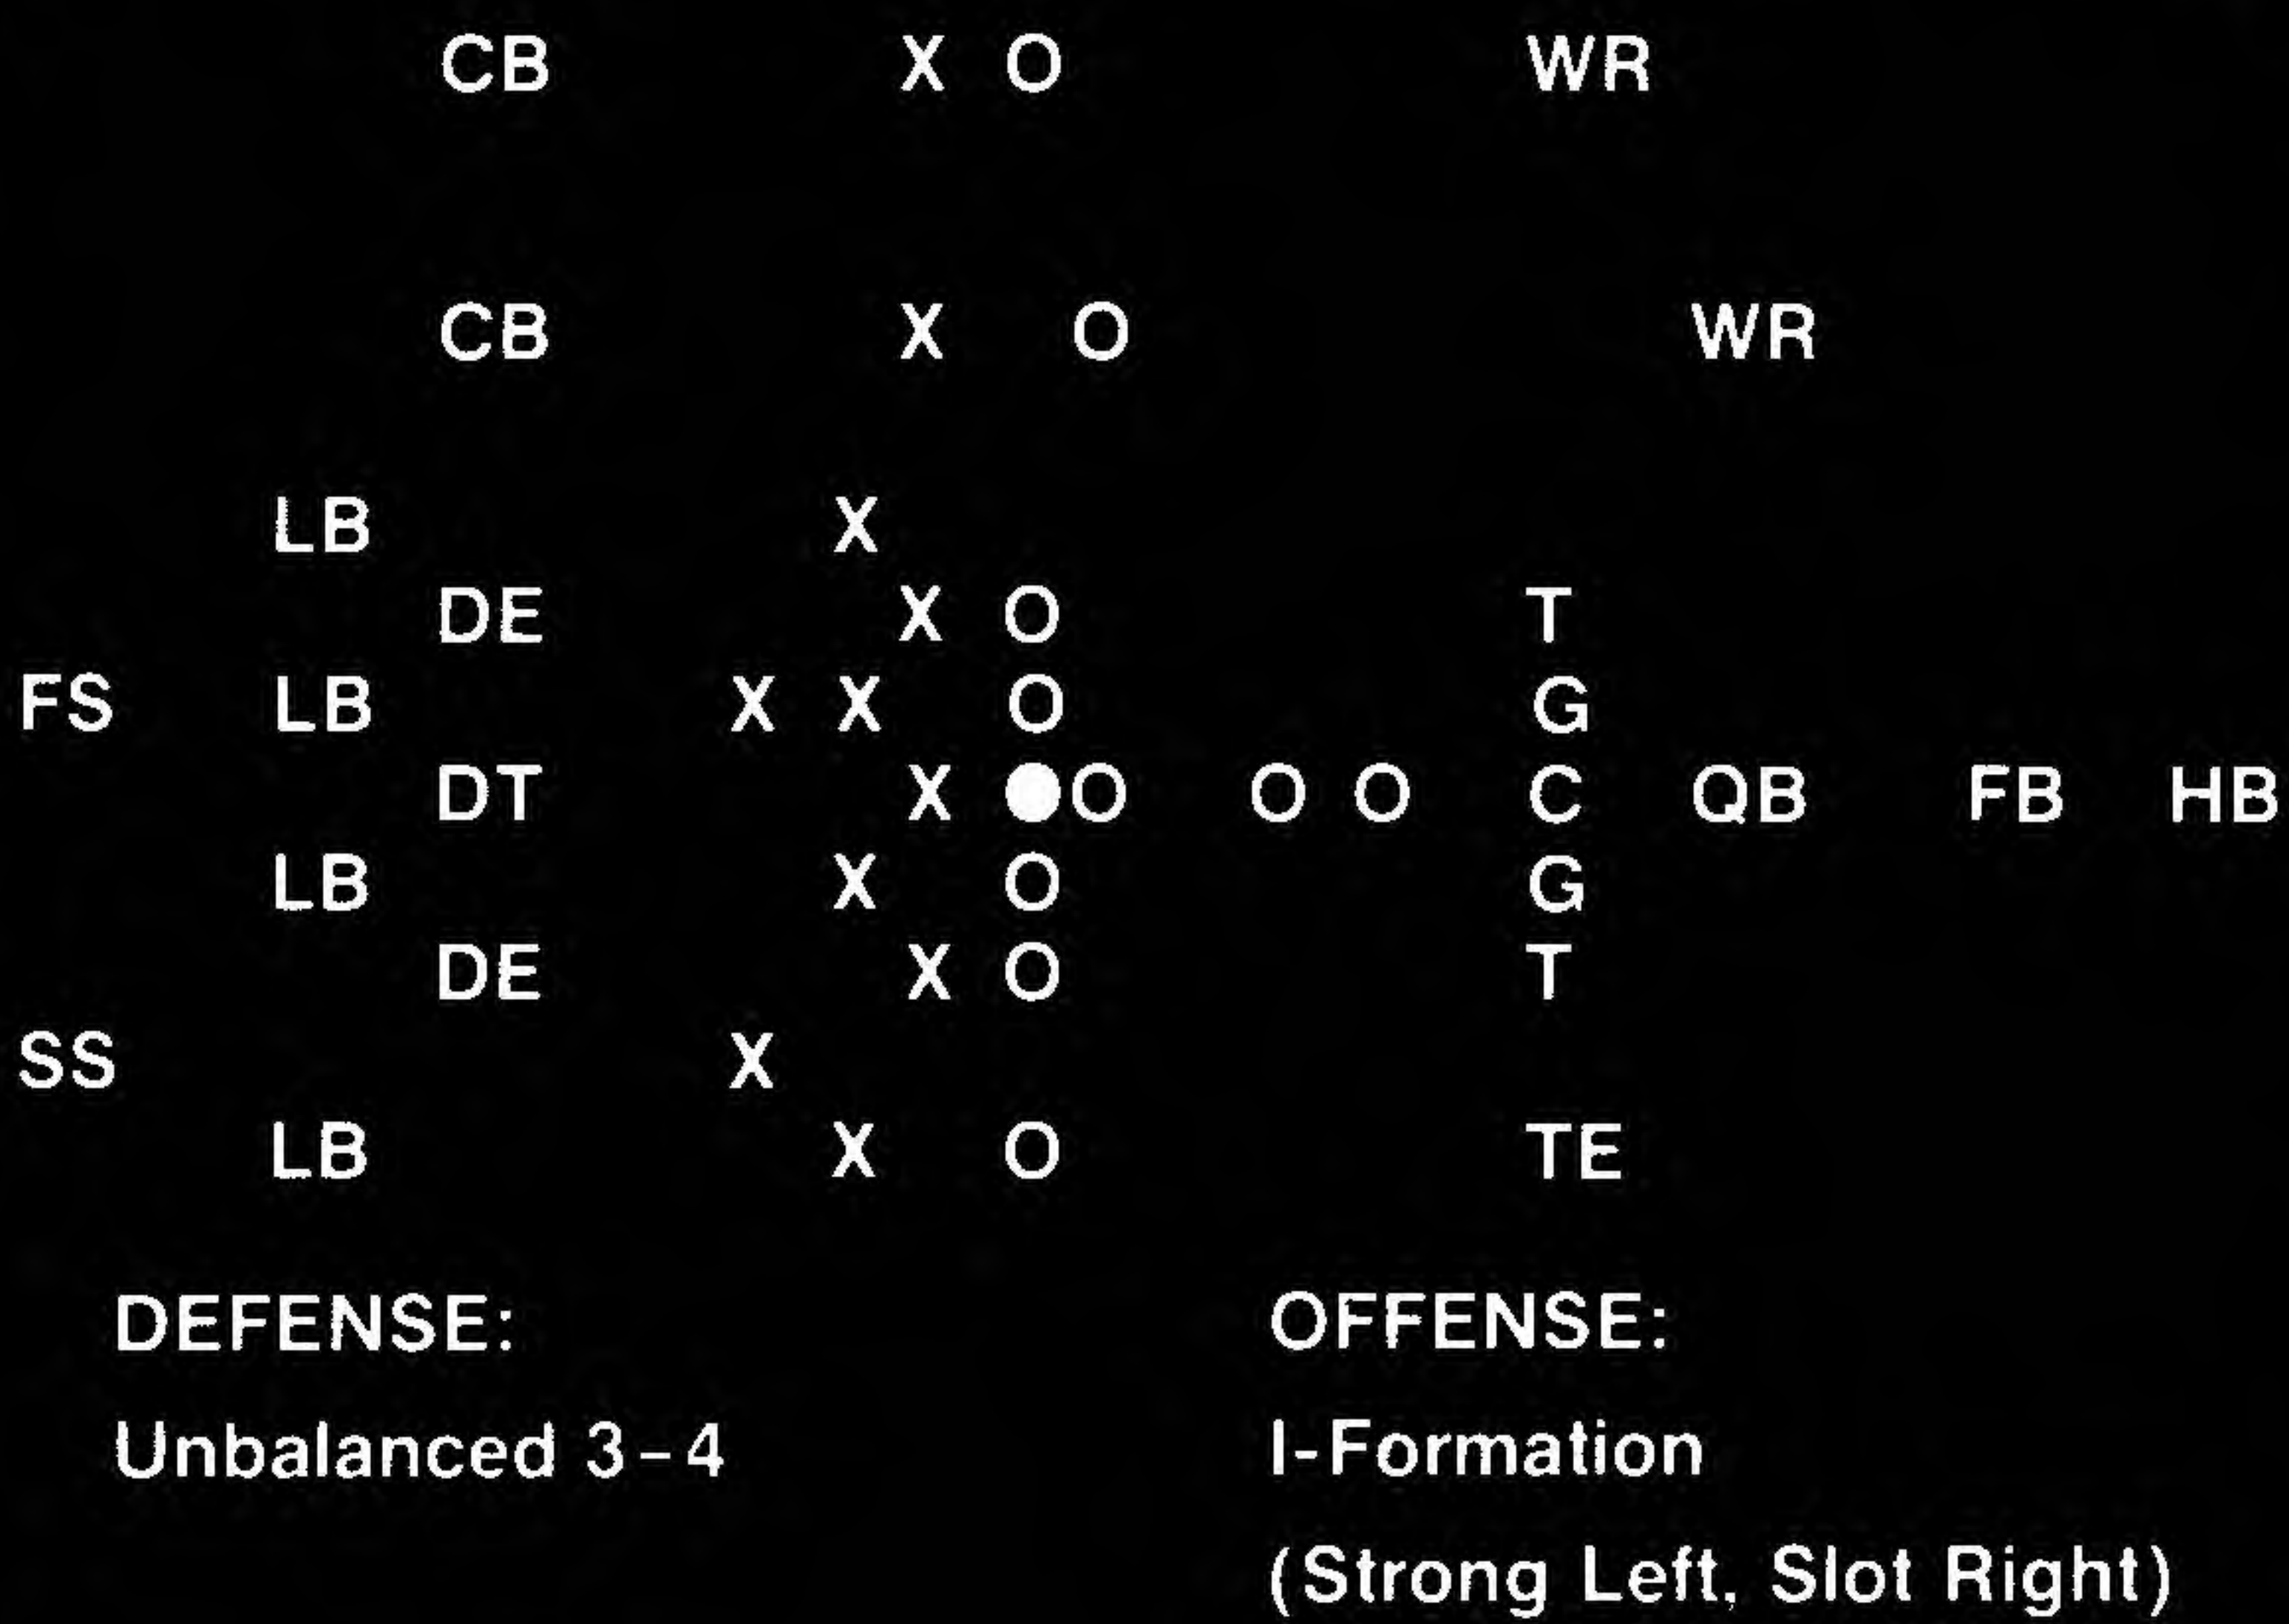 CB X O WR
CB X O WR
LB X
DE X O T
FS LB X X O G
DT X ●O O O C QB FB HB
LB X O G
DE X O T
SS X
LB X O TE
DEFENSE: OFFENSE:
Unbalanced 3-4 I-Formation
(Strong Left, Slot Right)